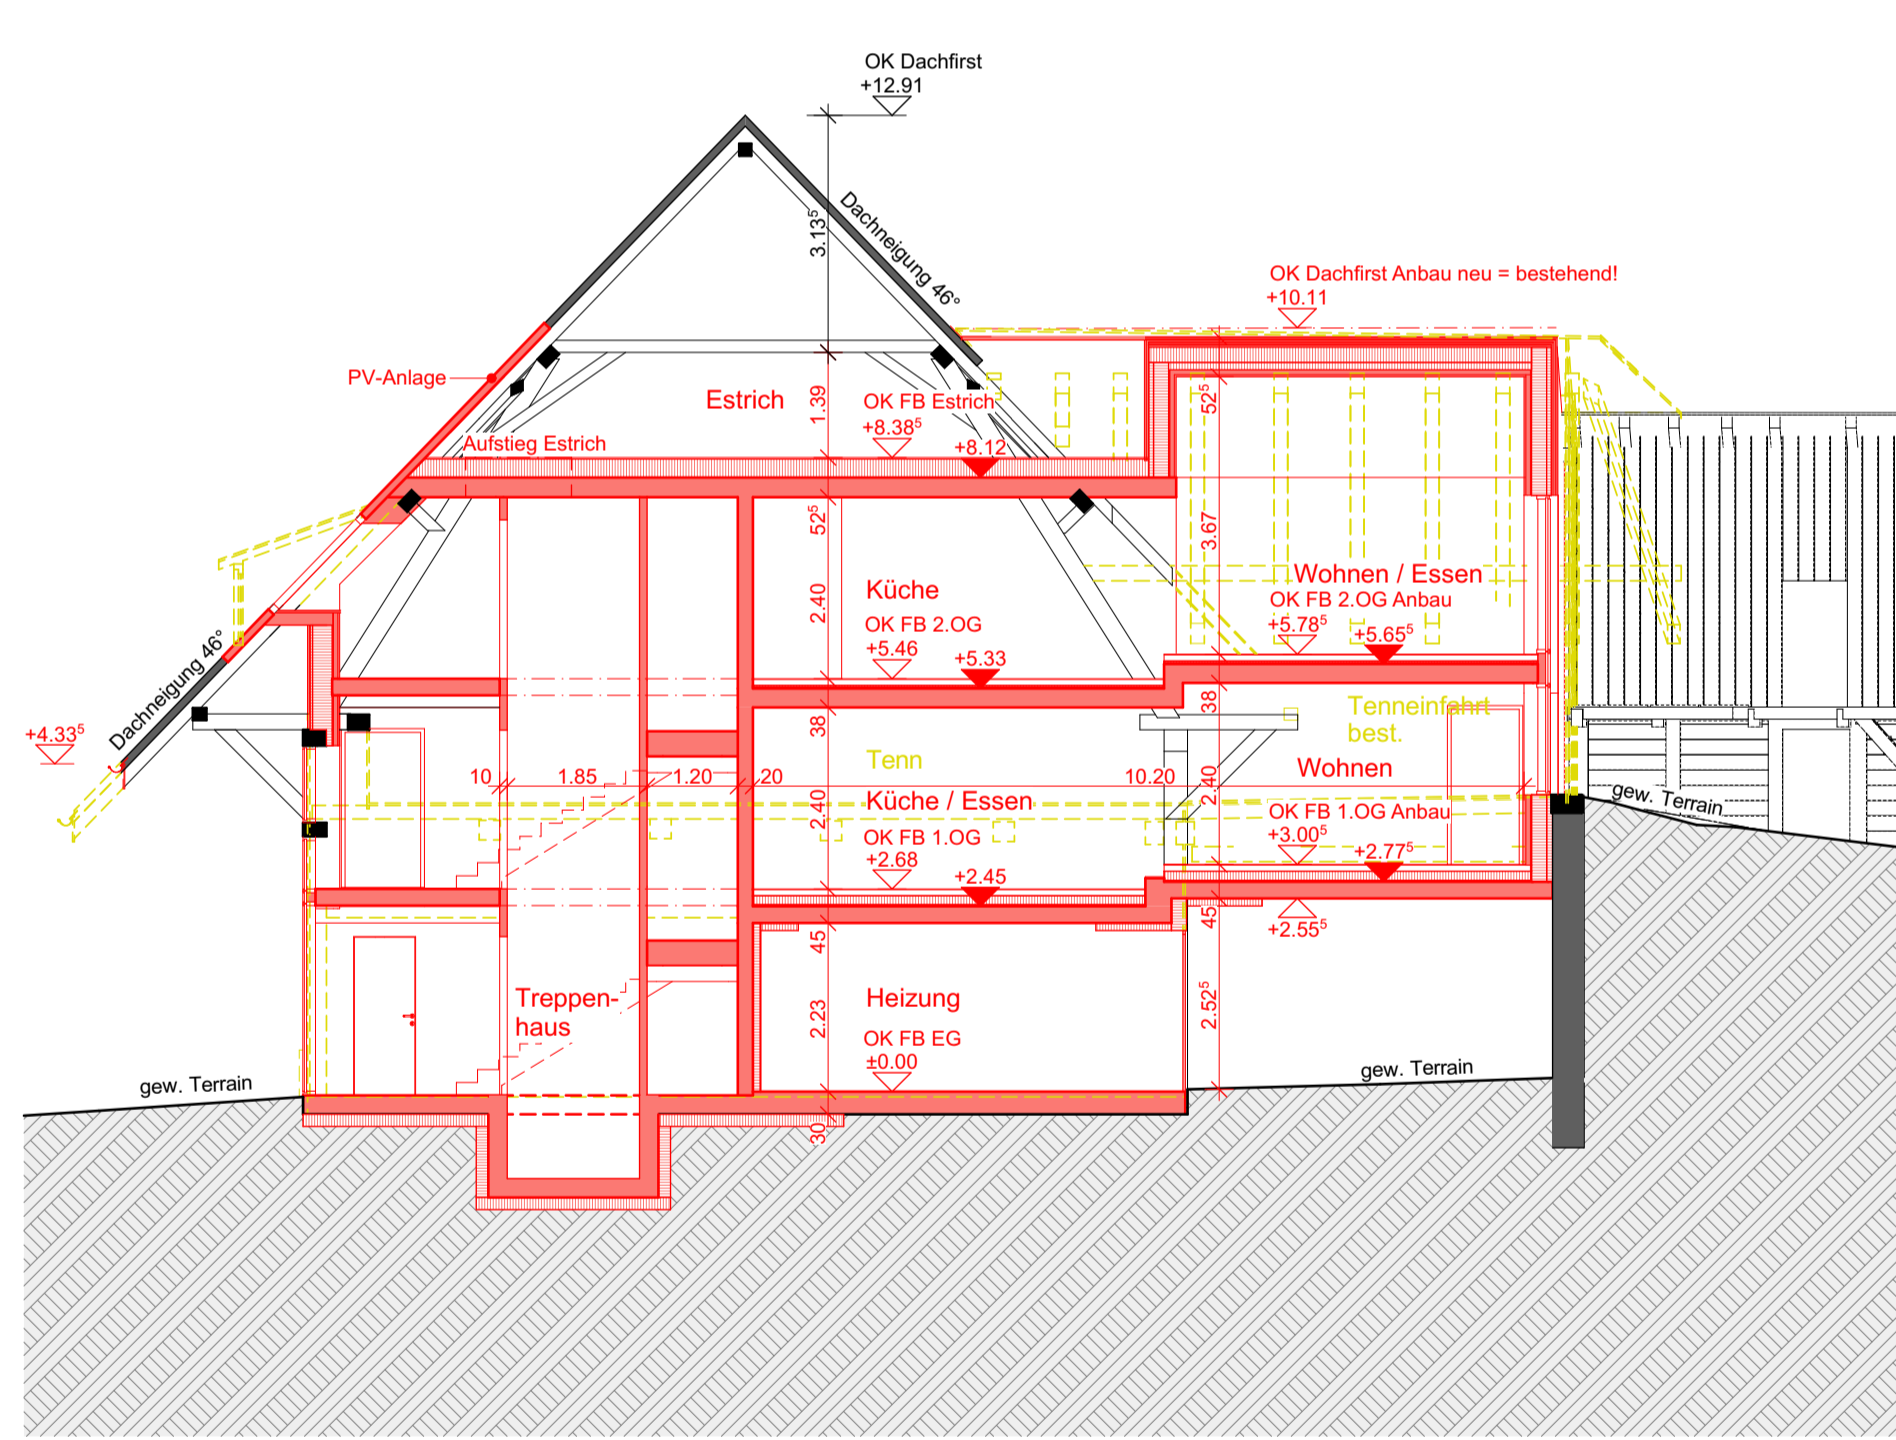 OK Dachfirst
+12.91
3.13⁵
Dachneigung 46°
OK Dachfirst Anbau neu = bestehend!
+10.11
PV-Anlage
Estrich
1.39
OK FB Estrich
+8.38⁵
+8.12
52⁵
Aufstieg Estrich
52⁵
3.67
2.40
Küche
OK FB 2.OG
+5.46
+5.33
Wohnen / Essen
OK FB 2.OG Anbau
+5.78⁵
+5.65⁵
Dachneigung 46°
+4.33⁵
38
38
Tenneinfahrt
best.
Tenn
10
1.85
1.20
20
10.20
Wohnen
2.40
2.40
Küche / Essen
OK FB 1.OG
+2.68
+2.45
OK FB 1.OG Anbau
+3.00⁵
+2.77⁵
gew. Terrain
45
45
+2.55⁵
Treppen-
haus
2.23
Heizung
OK FB EG
±0.00
2.52⁵
gew. Terrain
gew. Terrain
30